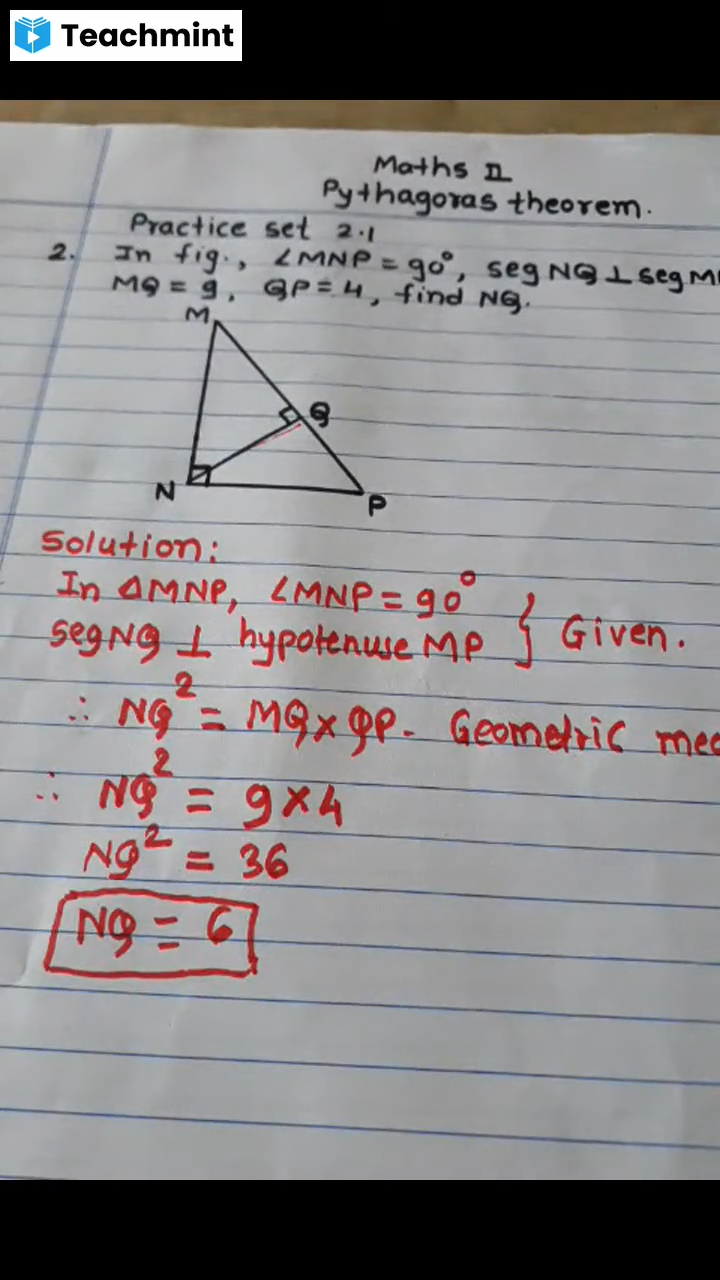 Teachmint
Maths II
Pythagoras theorem.
Practice set 2.1
2. In fig., ∠MNP = 90°, seg NQ ⊥ seg M
MQ = 9, QP = 4, find NQ.
M
Q
N
P
Solution:
In △MNP, ∠MNP = 90°
seg NQ ⊥ hypotenuse MP } Given.
∴ NQ² = MQ × QP. Geometric mea
∴ NQ² = 9 × 4
NQ² = 36
NQ = 6